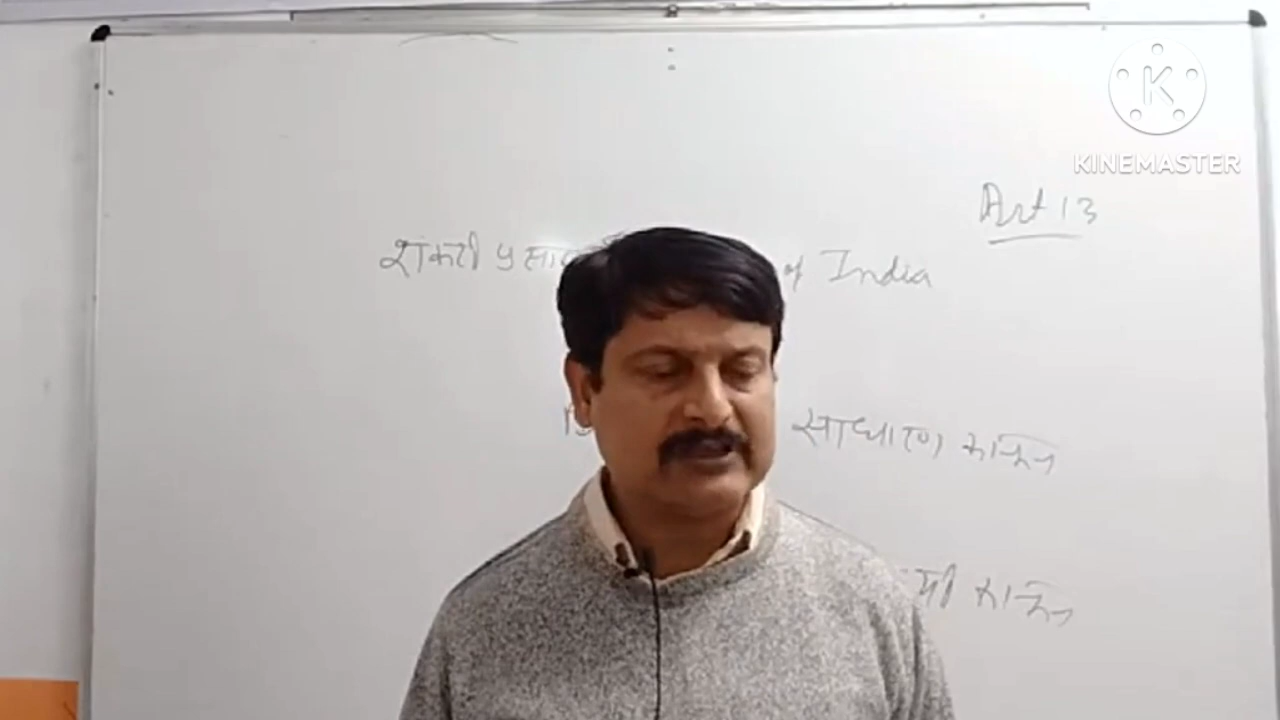 KINEMASTER
Art 13
शंकरी प्रसाद of India
साधारण कानून
कानून